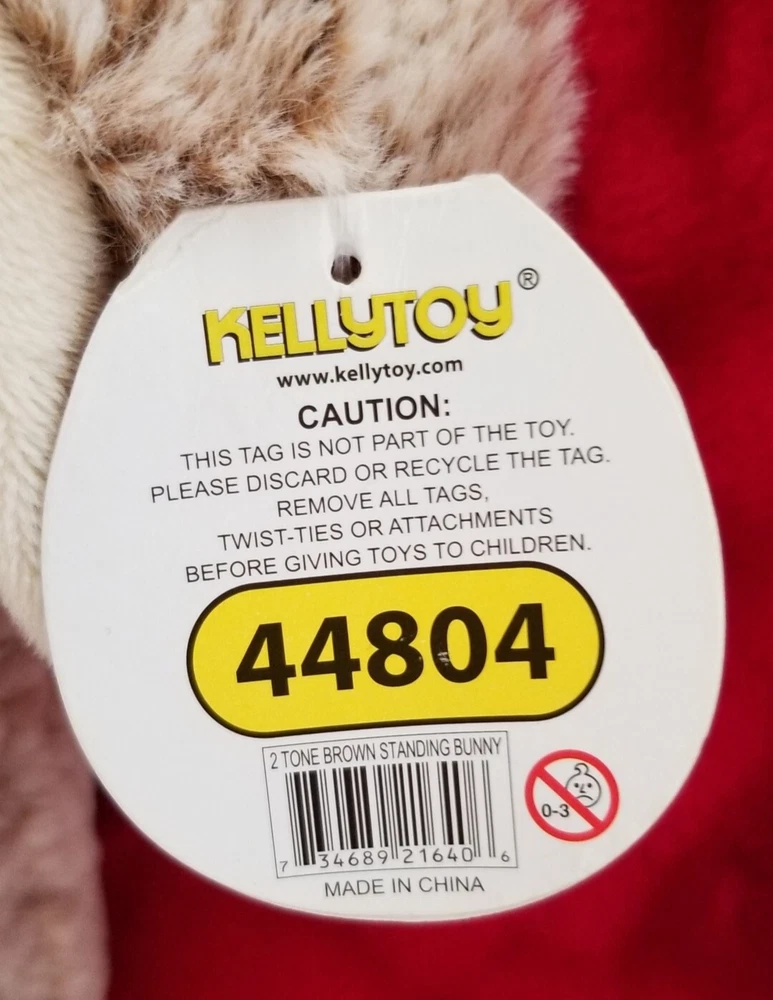 KELLYTOY®
www.kellytoy.com
CAUTION:
THIS TAG IS NOT PART OF THE TOY.
PLEASE DISCARD OR RECYCLE THE TAG.
REMOVE ALL TAGS,
TWIST-TIES OR ATTACHMENTS
BEFORE GIVING TOYS TO CHILDREN.
44804
2 TONE BROWN STANDING BUNNY
0-3
7 34689 21640 6
MADE IN CHINA